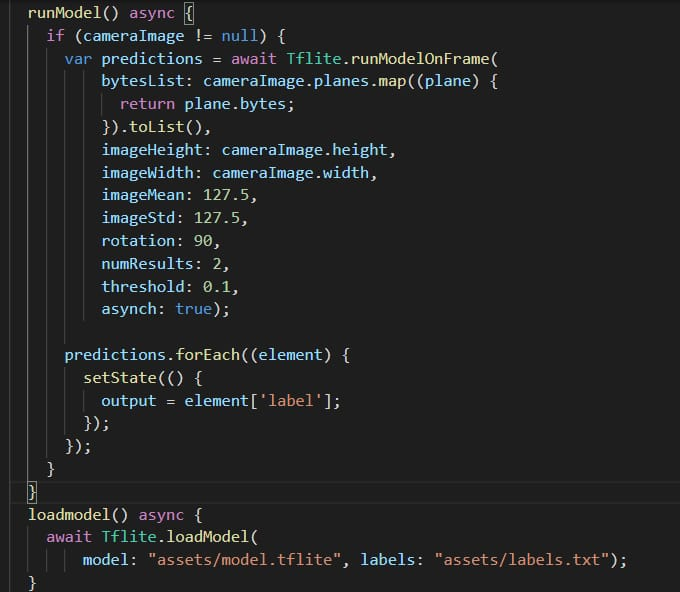 runModel() async {
  if (cameraImage != null) {
    var predictions = await Tflite.runModelOnFrame(
        bytesList: cameraImage.planes.map((plane) {
          return plane.bytes;
        }).toList(),
        imageHeight: cameraImage.height,
        imageWidth: cameraImage.width,
        imageMean: 127.5,
        imageStd: 127.5,
        rotation: 90,
        numResults: 2,
        threshold: 0.1,
        asynch: true);

    predictions.forEach((element) {
      setState(() {
        output = element['label'];
      });
    });
  }
}
loadmodel() async {
  await Tflite.loadModel(
      model: "assets/model.tflite", labels: "assets/labels.txt");
}